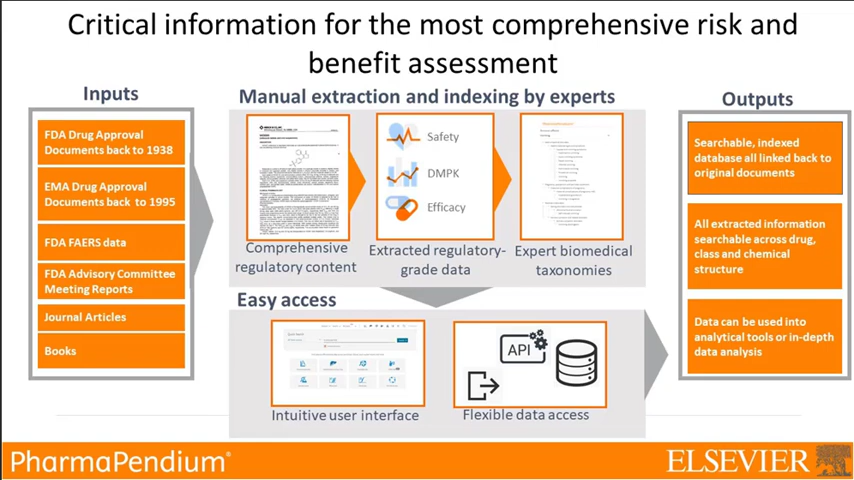 Critical information for the most comprehensive risk and
benefit assessment
Inputs
FDA Drug Approval
Documents back to 1938
EMA Drug Approval
Documents back to 1995
FDA FAERS data
FDA Advisory Committee
Meeting Reports
Journal Articles
Books
Manual extraction and indexing by experts
Safety
DMPK
Efficacy
Comprehensive
regulatory content
Extracted regulatory-
grade data
Expert biomedical
taxonomies
Easy access
API
Intuitive user interface
Flexible data access
Outputs
Searchable, indexed
database all linked back to
original documents
All extracted information
searchable across drug,
class and chemical
structure
Data can be used into
analytical tools or in-depth
data analysis
PharmaPendium®
ELSEVIER